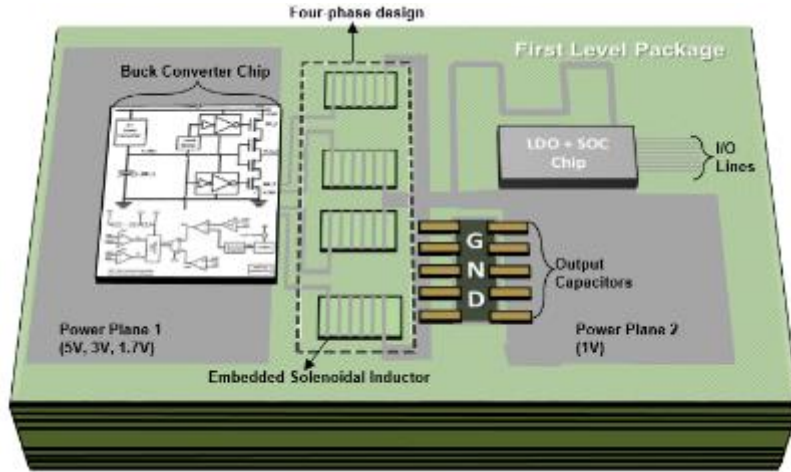 Four-phase design
First Level Package
Buck Converter Chip
LDO + SOC
Chip
I/O
Lines
G
N
D
Output
Capacitors
Power Plane 1
(5V, 3V, 1.7V)
Power Plane 2
(1V)
Embedded Solenoidal Inductor